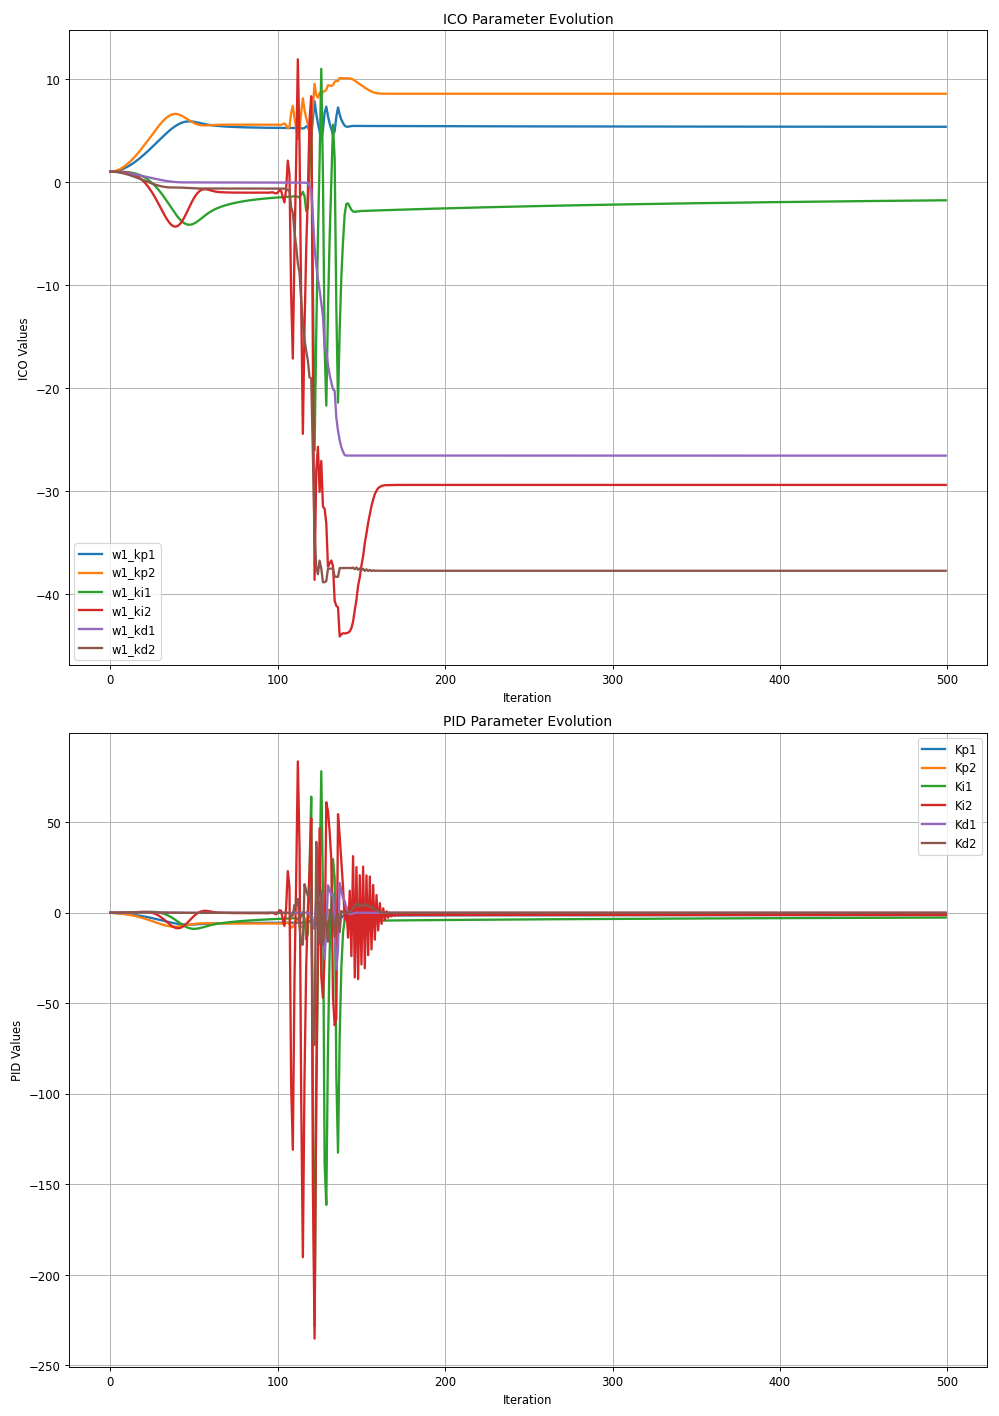 ICO Parameter Evolution
10
0
−10
−20
−30
−40
ICO Values
w1_kp1
w1_kp2
w1_ki1
w1_ki2
w1_kd1
w1_kd2
0
100
200
300
400
500
Iteration
PID Parameter Evolution
50
0
−50
−100
−150
−200
−250
PID Values
Kp1
Kp2
Ki1
Ki2
Kd1
Kd2
0
100
200
300
400
500
Iteration